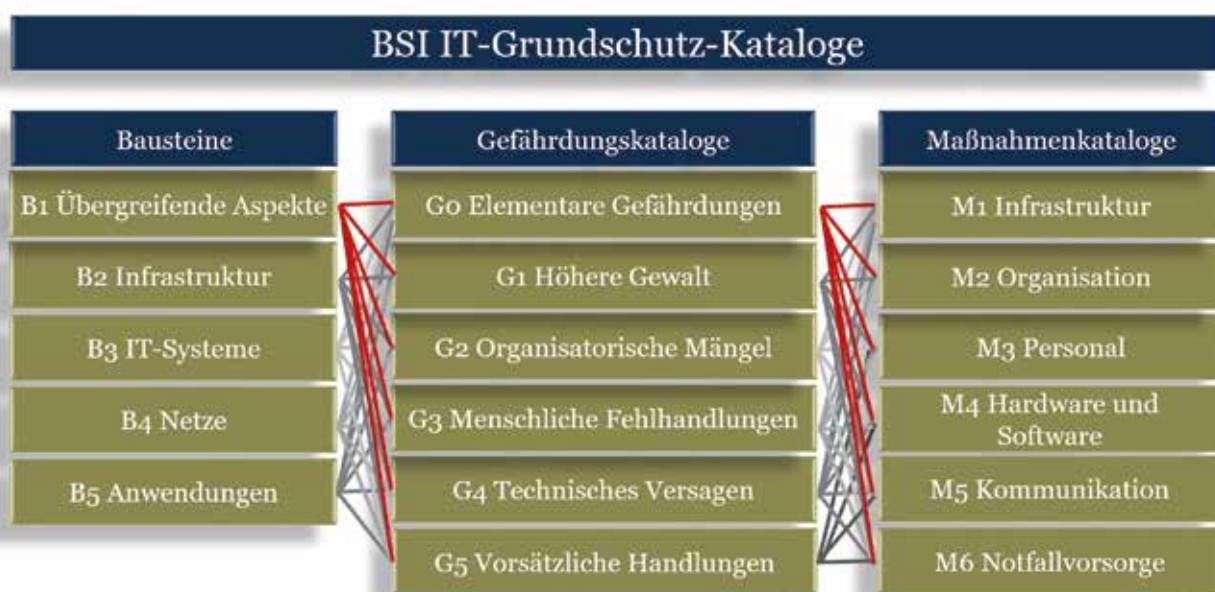 BSI IT-Grundschutz-Kataloge
Bausteine
B1 Übergreifende Aspekte
B2 Infrastruktur
B3 IT-Systeme
B4 Netze
B5 Anwendungen
Gefährdungskataloge
G0 Elementare Gefährdungen
G1 Höhere Gewalt
G2 Organisatorische Mängel
G3 Menschliche Fehlhandlungen
G4 Technisches Versagen
G5 Vorsätzliche Handlungen
Maßnahmenkataloge
M1 Infrastruktur
M2 Organisation
M3 Personal
M4 Hardware und
Software
M5 Kommunikation
M6 Notfallvorsorge